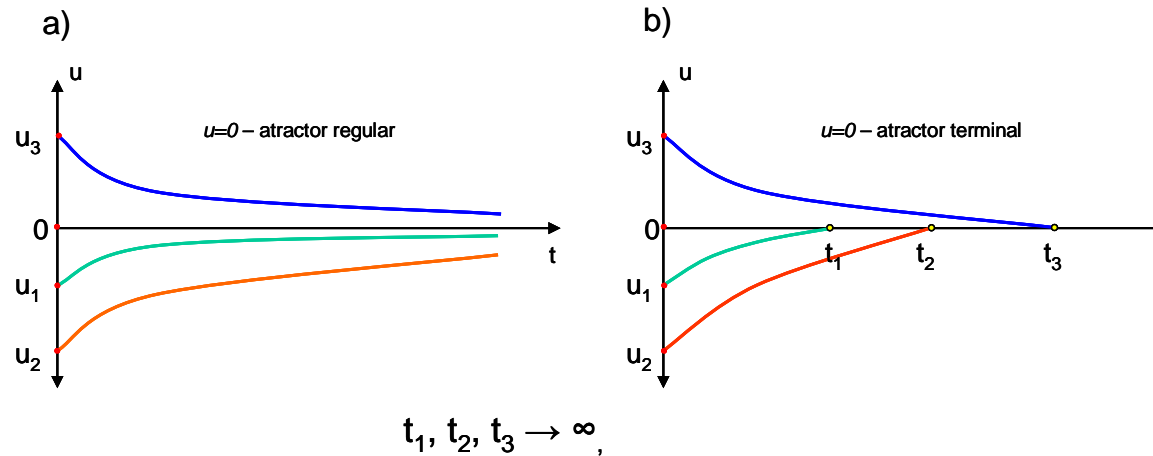 a)
u
u=0 – atractor regular
u3
0
t
u1
u2
b)
u
u=0 – atractor terminal
u3
0
t1 t2 t3
u1
u2
t1, t2, t3 → ∞,